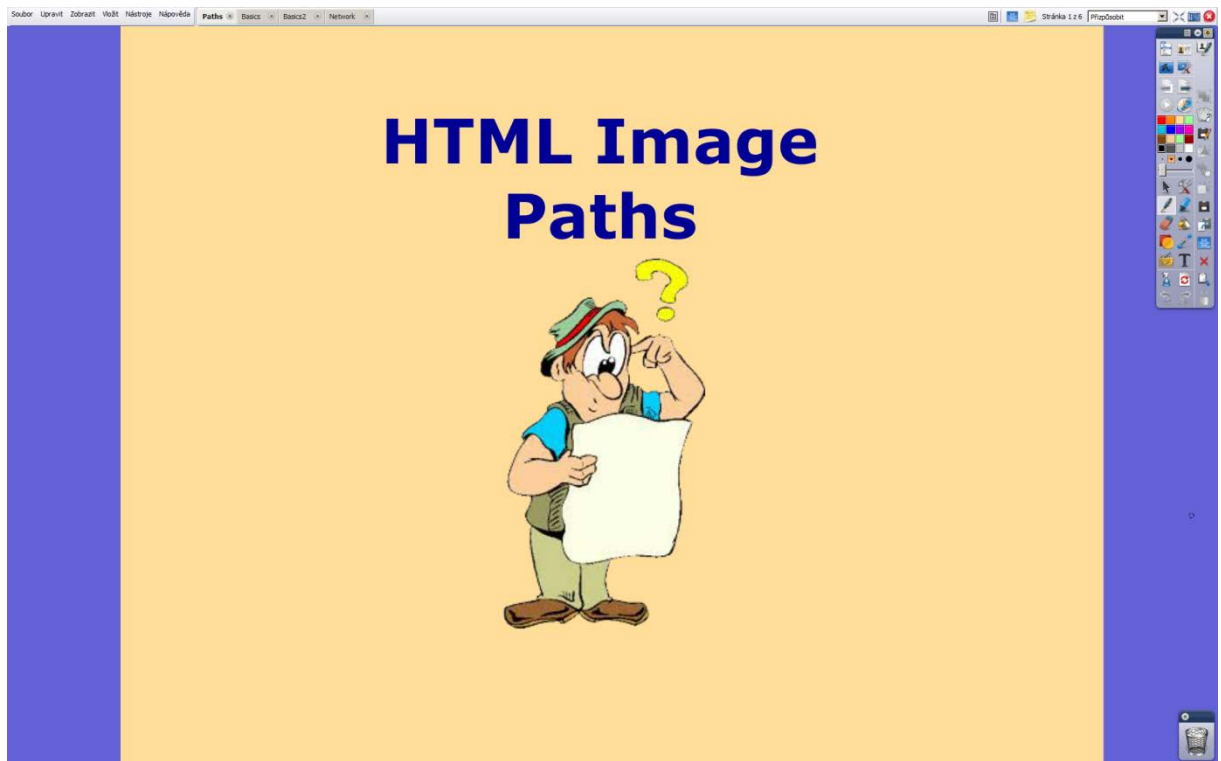 Soubor Upravit Zobrazit Vložit Nástroje Nápověda Paths Basics Basics2 Network Stránka 1 z 6 Přizpůsobit
HTML Image
Paths
?